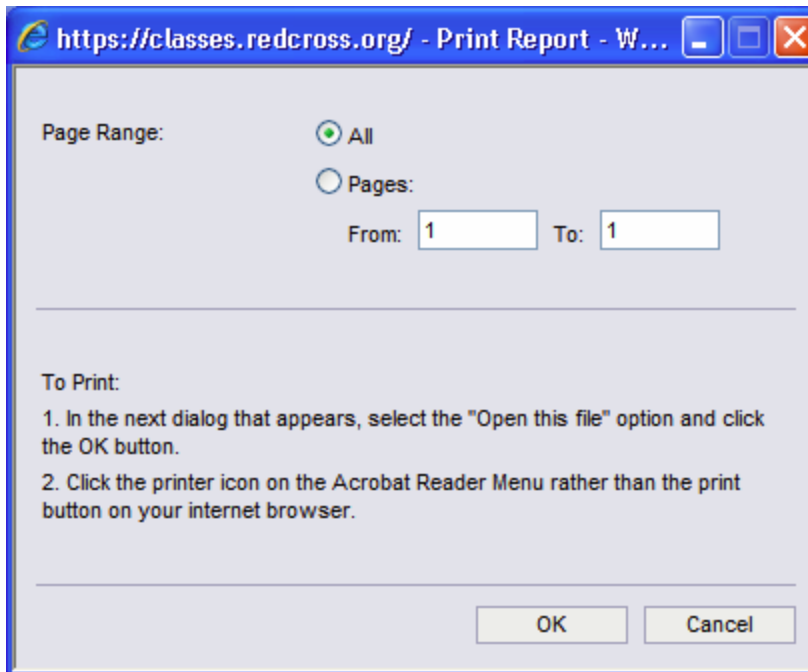 https://classes.redcross.org/ - Print Report - W...
Page Range:
All
Pages:
From: 1 To: 1
To Print:
1. In the next dialog that appears, select the "Open this file" option and click
the OK button.
2. Click the printer icon on the Acrobat Reader Menu rather than the print
button on your internet browser.
OK Cancel